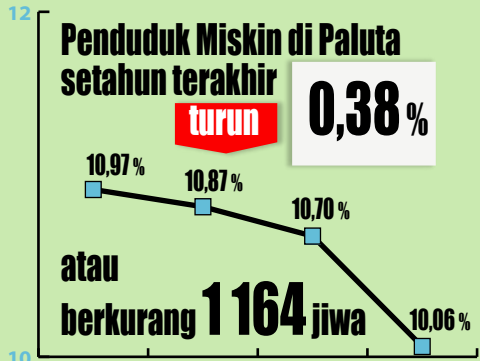 12
Penduduk Miskin di Paluta
setahun terakhir
turun
0,38 %
10,97 %
10,87 %
10,70 %
atau
berkurang 1 164 jiwa
10,06 %
10